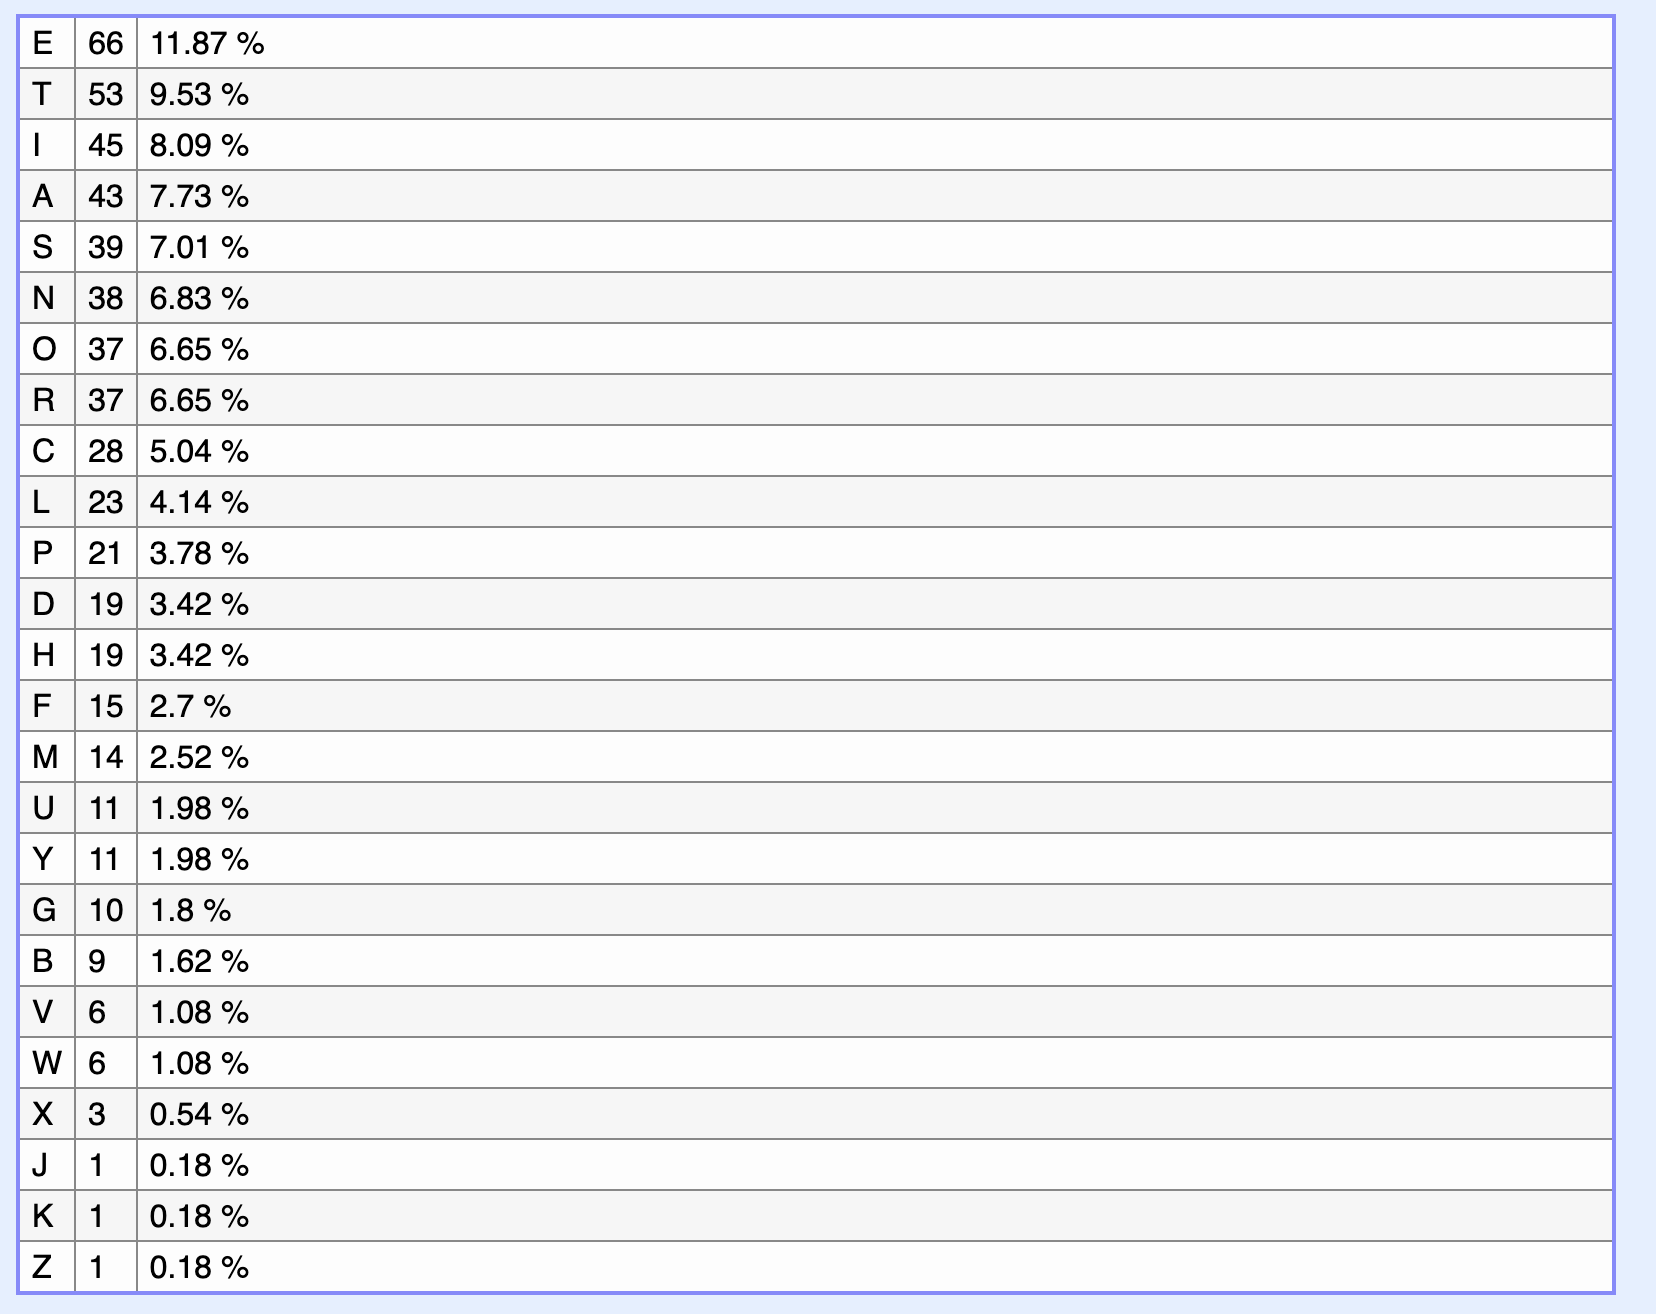 E 66 11.87 %
T 53 9.53 %
I 45 8.09 %
A 43 7.73 %
S 39 7.01 %
N 38 6.83 %
O 37 6.65 %
R 37 6.65 %
C 28 5.04 %
L 23 4.14 %
P 21 3.78 %
D 19 3.42 %
H 19 3.42 %
F 15 2.7 %
M 14 2.52 %
U 11 1.98 %
Y 11 1.98 %
G 10 1.8 %
B 9 1.62 %
V 6 1.08 %
W 6 1.08 %
X 3 0.54 %
J 1 0.18 %
K 1 0.18 %
Z 1 0.18 %